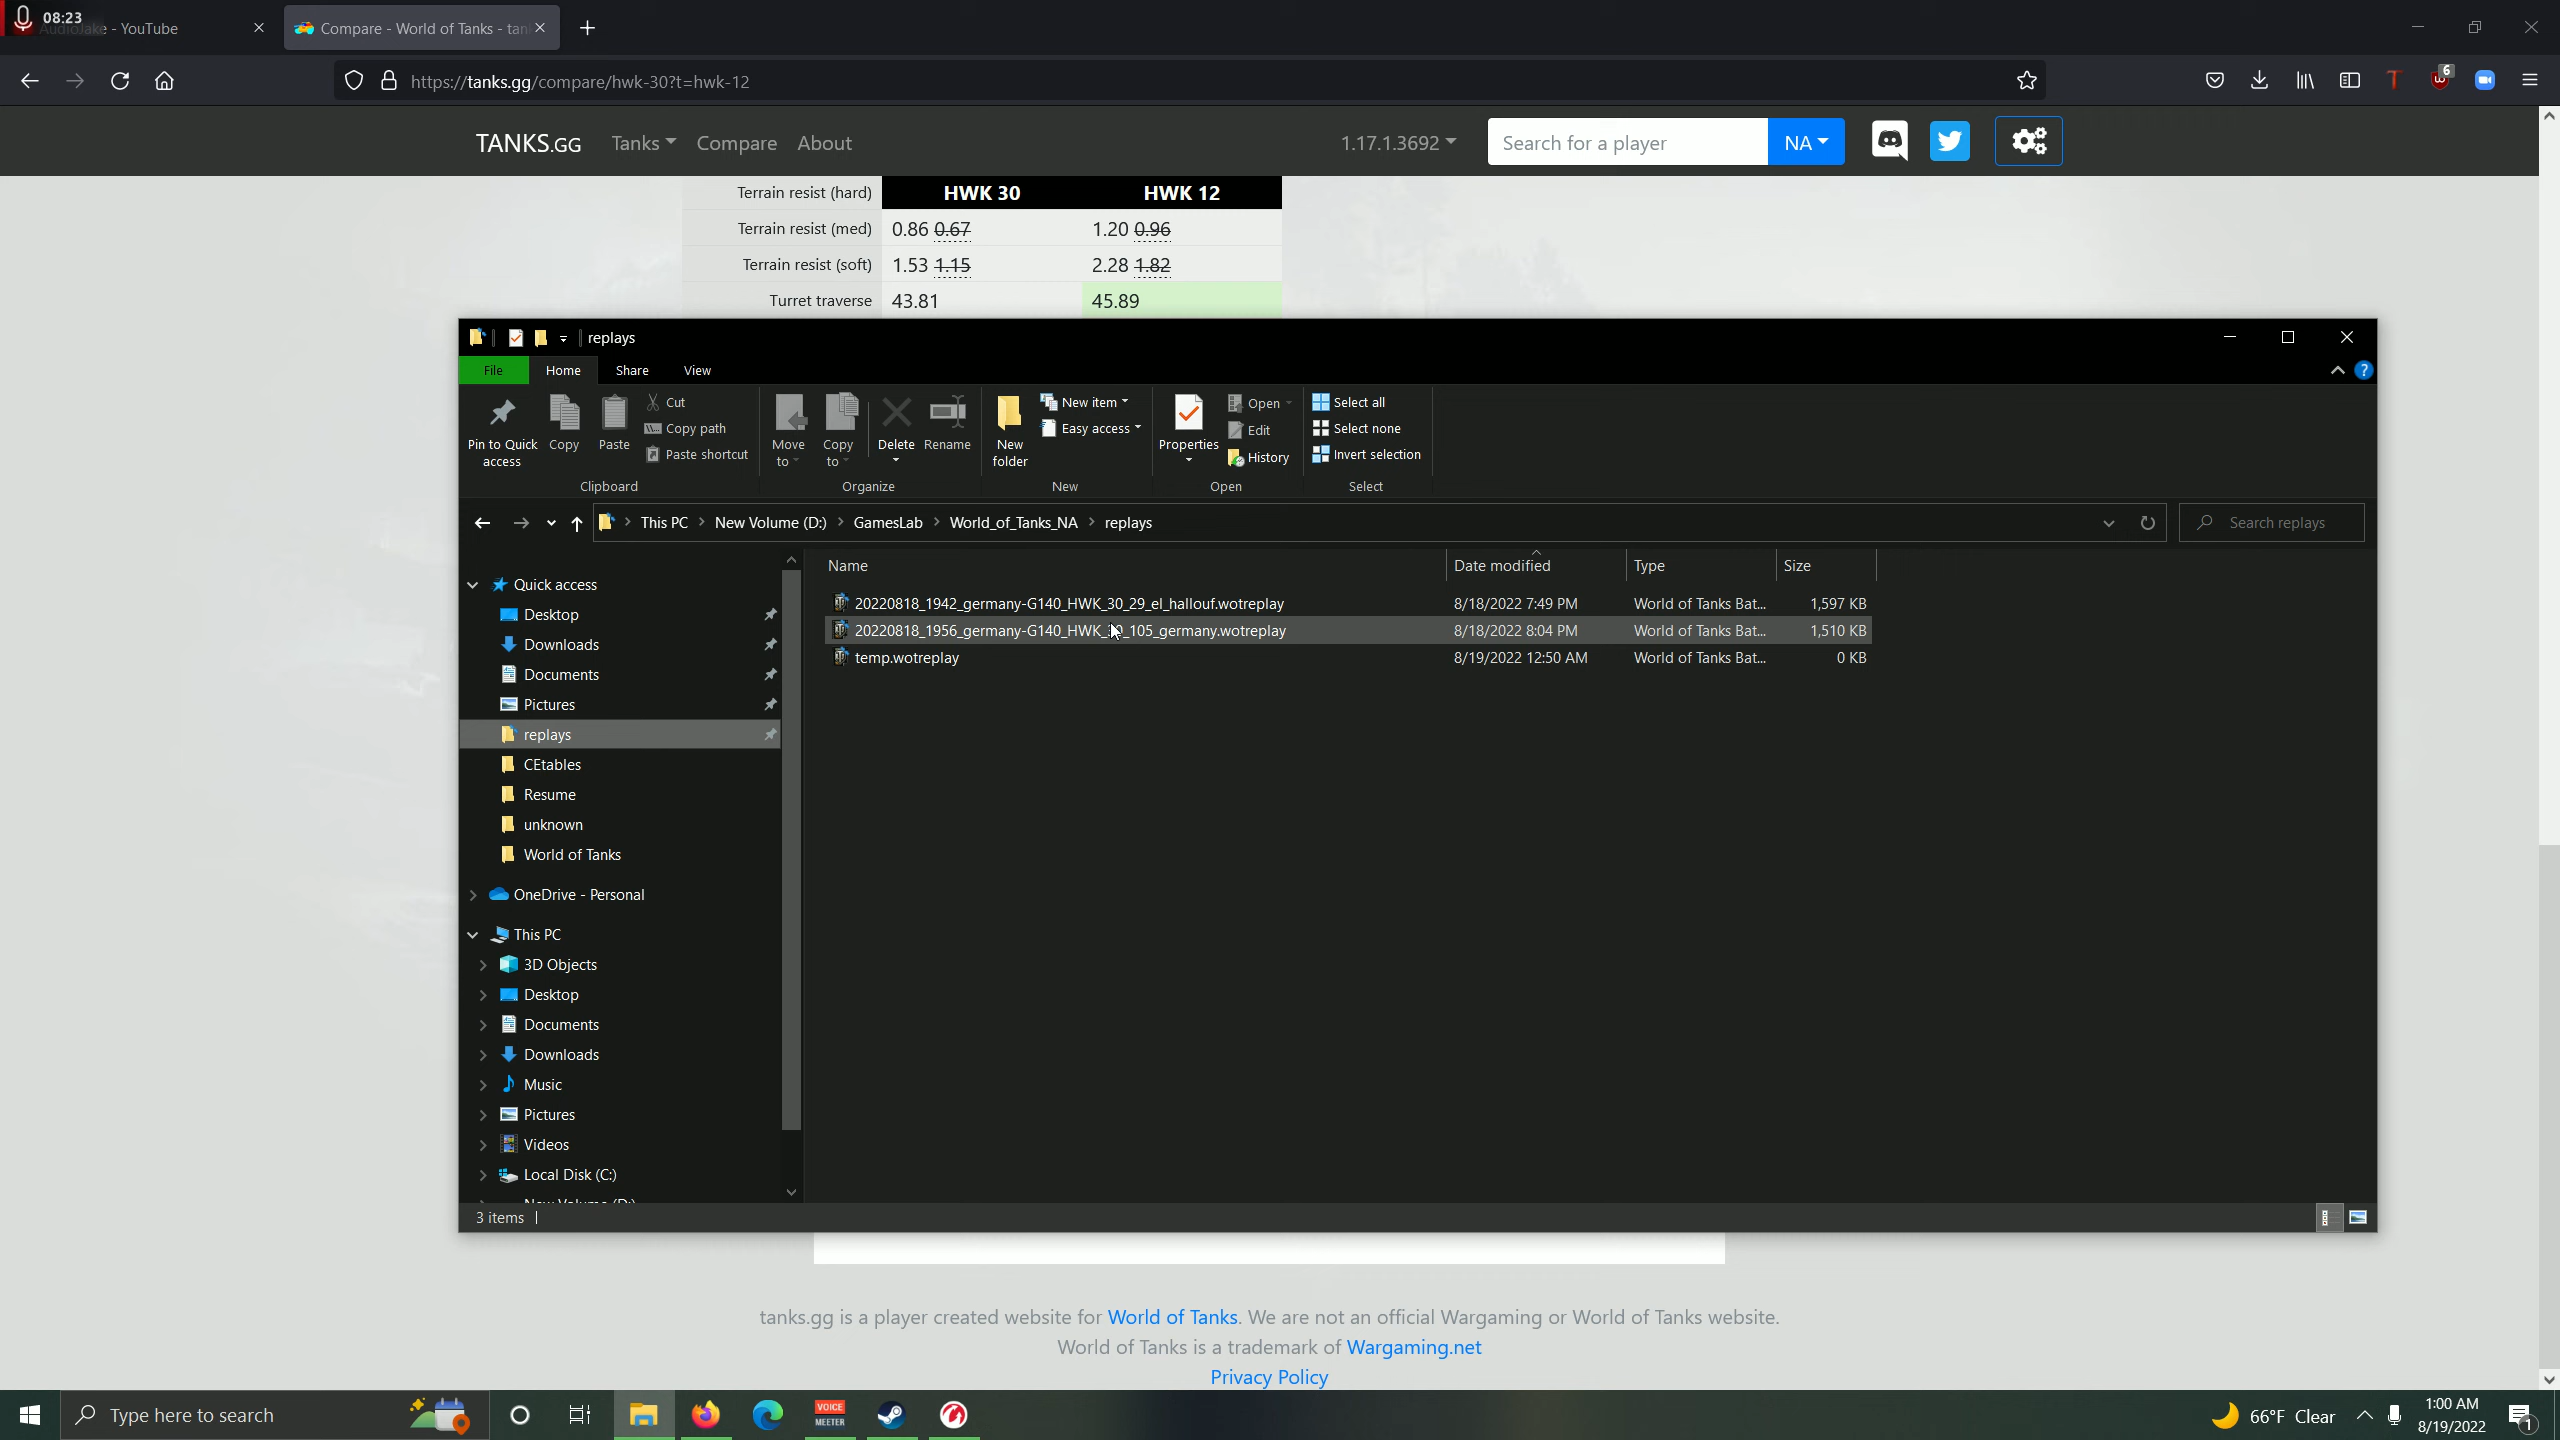 08:23
- YouTube
Compare - World of Tanks - tan
https://tanks.gg/compare/hwk-30?t=hwk-12
6
TANKS.GG Tanks Compare About 1.17.1.3692 Search for a player NA
Terrain resist (hard) HWK 30 HWK 12
Terrain resist (med) 0.86 0.67 1.20 0.96
Terrain resist (soft) 1.53 1.15 2.28 1.82
Turret traverse 43.81 45.89
replays
File Home Share View
Pin to Quick access
Copy
Paste
Cut
Copy path
Paste shortcut
Move to
Copy to
Delete
Rename
New folder
New item
Easy access
Properties
Open
Edit
History
Select all
Select none
Invert selection
Clipboard Organize New Open Select
This PC New Volume (D:) GamesLab World_of_Tanks_NA replays Search replays
Name Date modified Type Size
20220818_1942_germany-G140_HWK_30_29_el_hallouf.wotreplay 8/18/2022 7:49 PM World of Tanks Bat... 1,597 KB
20220818_1956_germany-G140_HWK_30_105_germany.wotreplay 8/18/2022 8:04 PM World of Tanks Bat... 1,510 KB
temp.wotreplay 8/19/2022 12:50 AM World of Tanks Bat... 0 KB
Quick access
Desktop
Downloads
Documents
Pictures
replays
CEtables
Resume
unknown
World of Tanks
OneDrive - Personal
This PC
3D Objects
Desktop
Documents
Downloads
Music
Pictures
Videos
Local Disk (C:)
New Volume (D:)
3 items
tanks.gg is a player created website for World of Tanks. We are not an official Wargaming or World of Tanks website.
World of Tanks is a trademark of Wargaming.net
Privacy Policy
Type here to search
VOICE
MEETER
66°F Clear
1:00 AM
8/19/2022
1